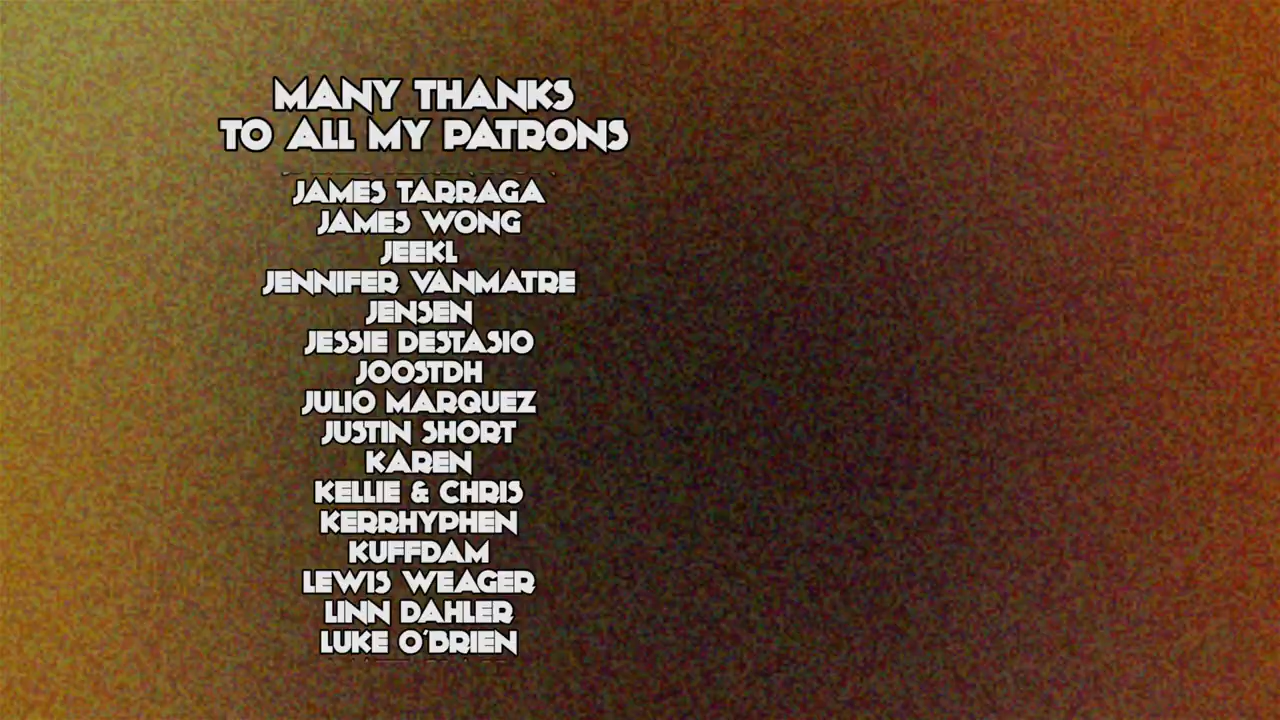 MANY THANKS
TO ALL MY PATRONS
JAMES TARRAGA
JAMES WONG
JEEKL
JENNIFER VANMATRE
JENSEN
JESSIE DESTASIO
JOOSTDH
JULIO MARQUEZ
JUSTIN SHORT
KAREN
KELLIE & CHRIS
KERRHYPHEN
KUFFDAM
LEWIS WEAGER
LINN DAHLER
LUKE O'BRIEN